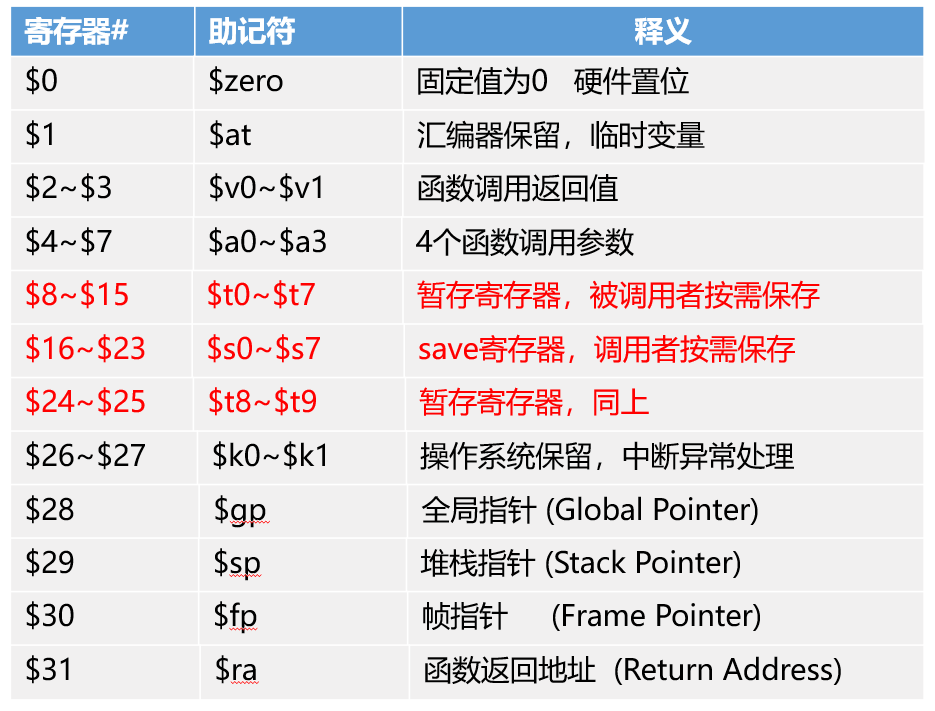 寄存器# 助记符 释义
$0 $zero 固定值为0 硬件置位
$1 $at 汇编器保留，临时变量
$2~$3 $v0~$v1 函数调用返回值
$4~$7 $a0~$a3 4个函数调用参数
$8~$15 $t0~$t7 暂存寄存器，被调用者按需保存
$16~$23 $s0~$s7 save寄存器，调用者按需保存
$24~$25 $t8~$t9 暂存寄存器，同上
$26~$27 $k0~$k1 操作系统保留，中断异常处理
$28 $gp 全局指针 (Global Pointer)
$29 $sp 堆栈指针 (Stack Pointer)
$30 $fp 帧指针 (Frame Pointer)
$31 $ra 函数返回地址 (Return Address)